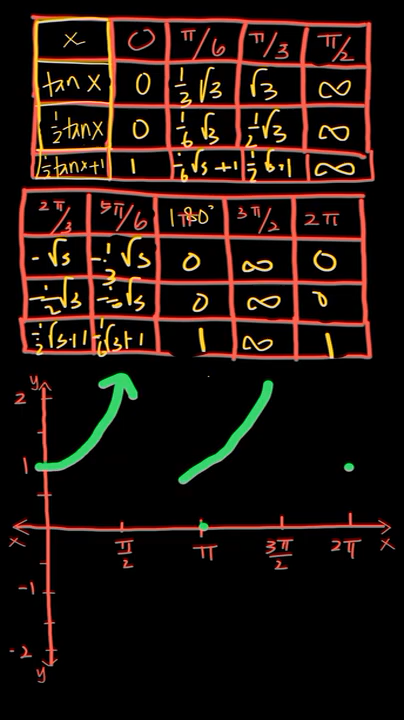 x 0 π/6 π/3 π/2
tan x 0 1/3 √3 √3 ∞
1/2 tan x 0 1/6 √3 1/2 √3 ∞
1/2 tan x+1 1 1/6 √3 +1 1/2 √3+1 ∞
2π/3 5π/6 3π/2 2π
-√3 -1/3 √3 0 ∞ 0
-1/2 √3 -1/6 √3 0 ∞ 0
-1/2 √3+1 -1/6 √3+1 1 ∞ 1
y
2
1
x π/2 π 3π/2 2π x
-1
-2
y